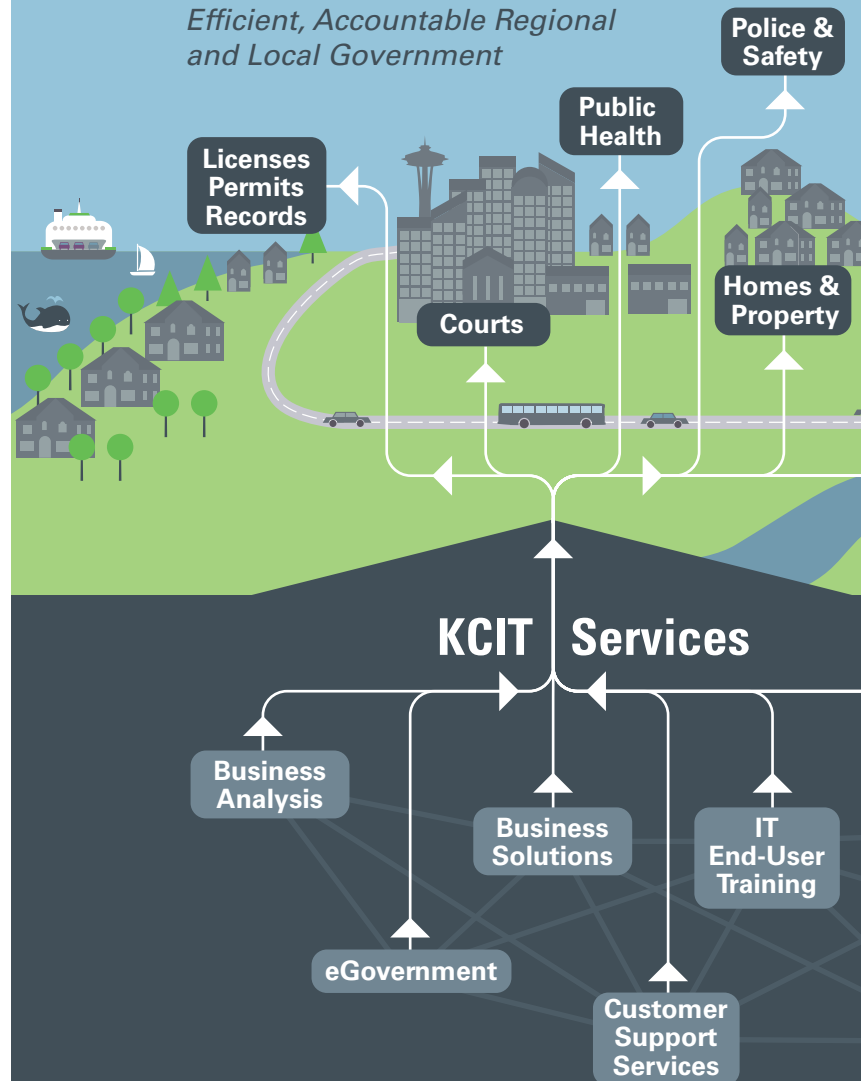 Efficient, Accountable Regional
and Local Government
Police &
Safety
Public
Health
Licenses
Permits
Records
Homes &
Property
Courts
KCIT Services
Business
Analysis
Business
Solutions
IT
End-User
Training
eGovernment
Customer
Support
Services